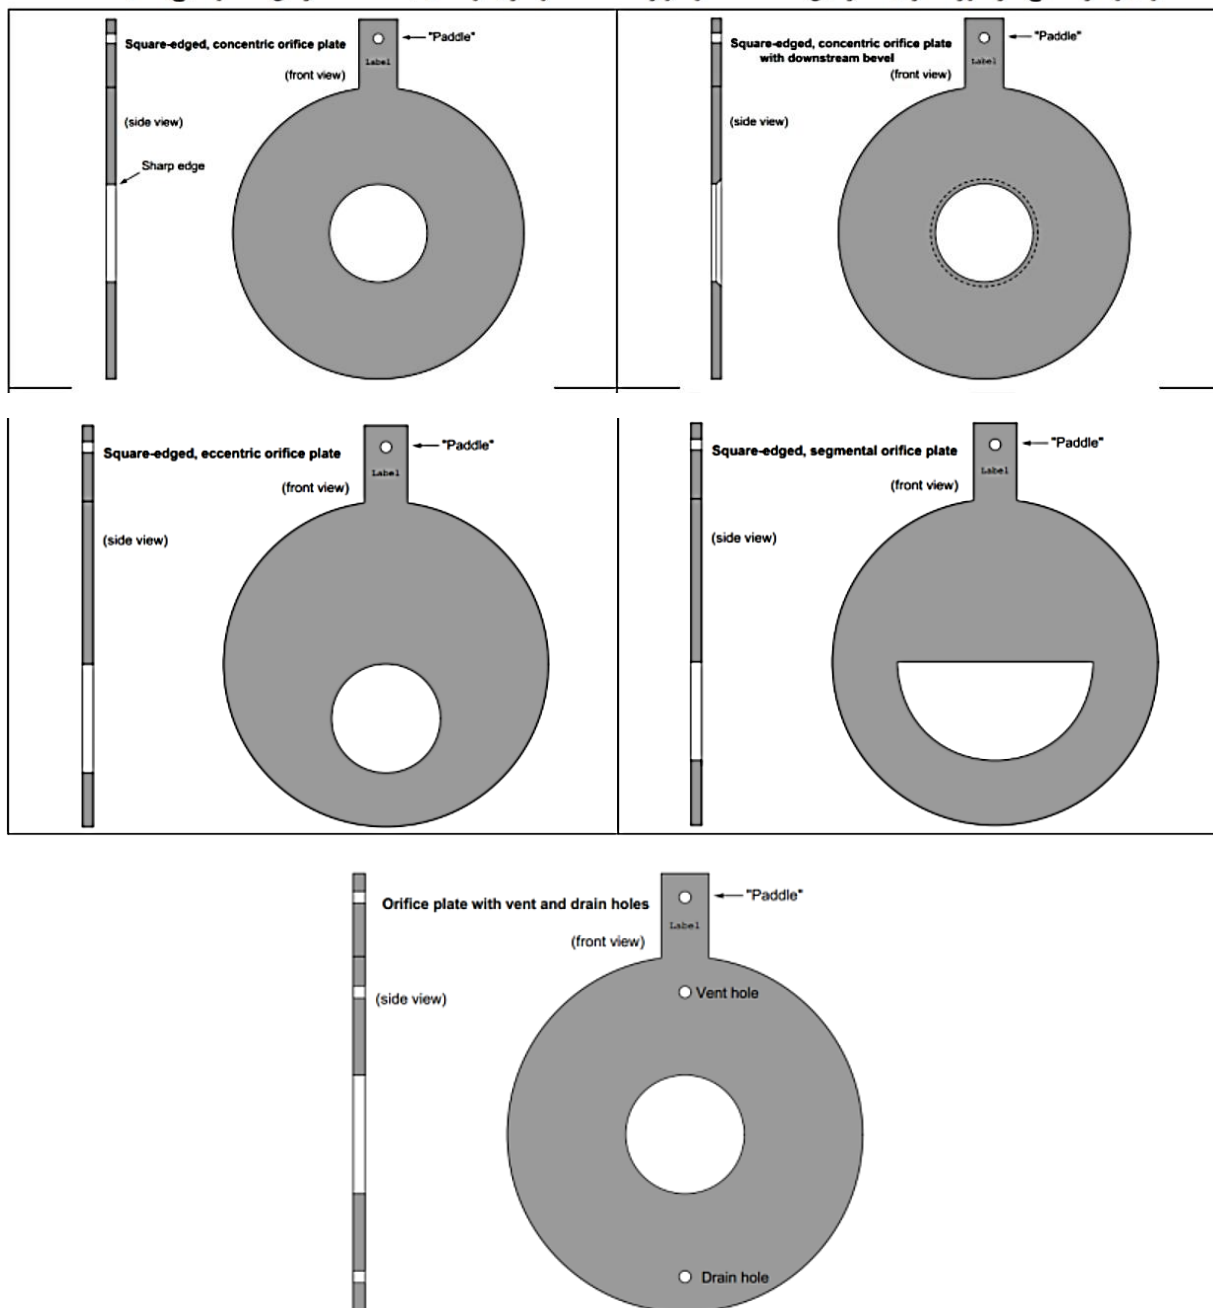 Square-edged, concentric orifice plate
"Paddle"
Label
(front view)
(side view)
Sharp edge
Square-edged, concentric orifice plate
with downstream bevel
"Paddle"
Label
(front view)
(side view)
Square-edged, eccentric orifice plate
"Paddle"
Label
(front view)
(side view)
Square-edged, segmental orifice plate
"Paddle"
Label
(front view)
(side view)
Orifice plate with vent and drain holes
"Paddle"
Label
(front view)
(side view)
Vent hole
Drain hole